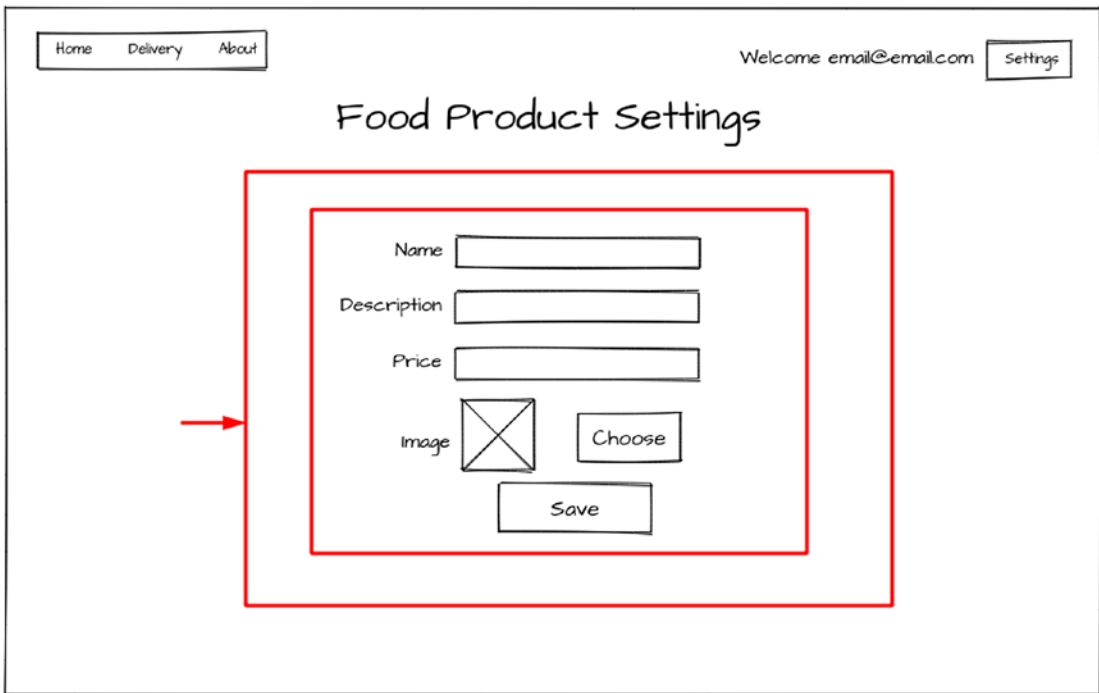 Home Delivery About
Welcome email@email.com Settings
Food Product Settings
Name
Description
Price
Image Choose
Save